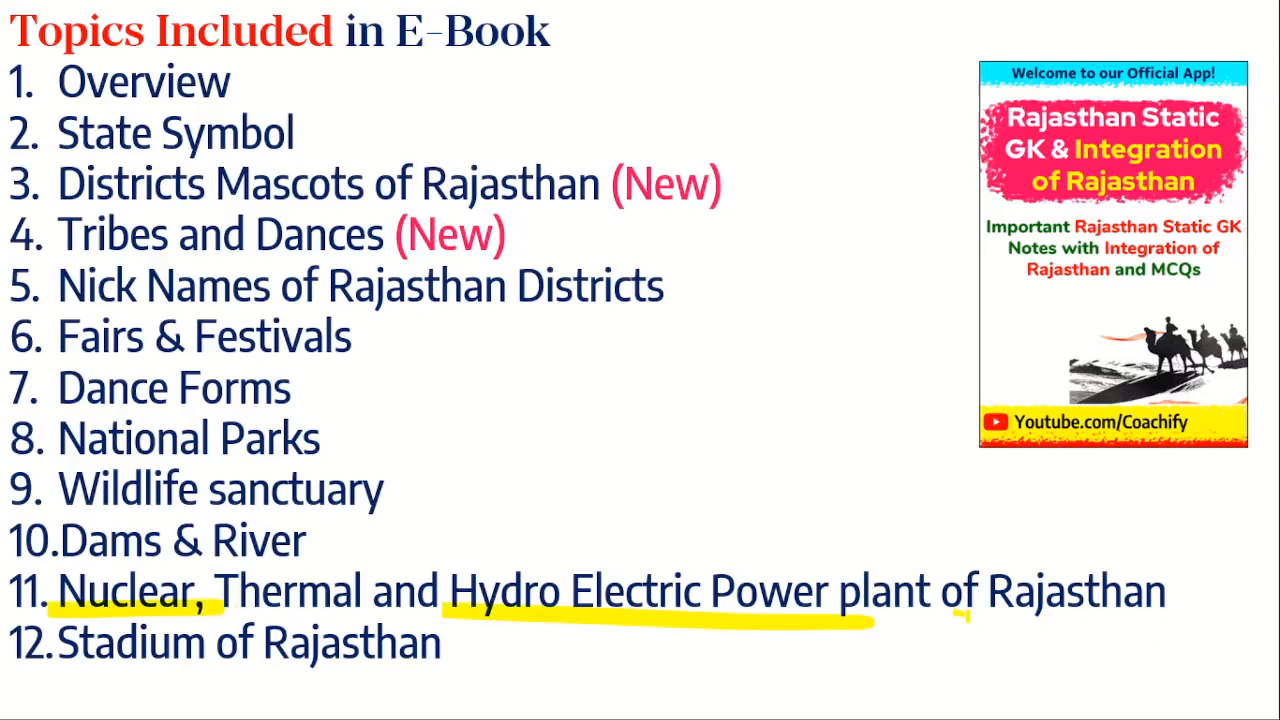 Topics Included in E-Book
1. Overview
2. State Symbol
3. Districts Mascots of Rajasthan (New)
4. Tribes and Dances (New)
5. Nick Names of Rajasthan Districts
6. Fairs & Festivals
7. Dance Forms
8. National Parks
9. Wildlife sanctuary
10.Dams & River
11. Nuclear, Thermal and Hydro Electric Power plant of Rajasthan
12.Stadium of Rajasthan
Welcome to our Official App!
Rajasthan Static
GK & Integration
of Rajasthan
Important Rajasthan Static GK
Notes with Integration of
Rajasthan and MCQs
Youtube.com/Coachify